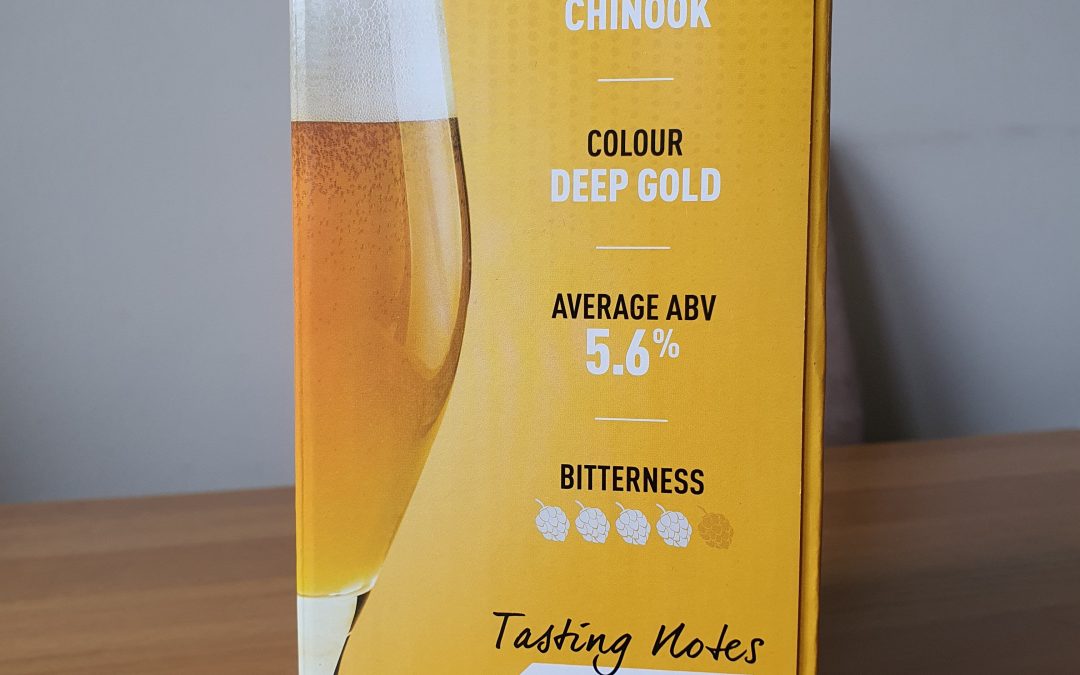 CHINOOK
COLOUR
DEEP GOLD
AVERAGE ABV
5.6%
BITTERNESS
Tasting Notes